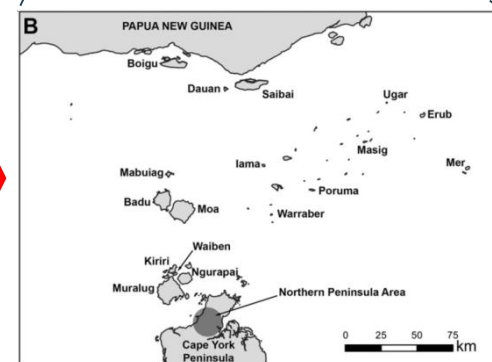 B
PAPUA NEW GUINEA
Boigu
Dauan
Saibai
Ugar
Erub
Masig
Iama
Mer
Mabuiag
Poruma
Badu
Moa
Warraber
Waiben
Kiriri
Ngurapai
Muralug
Northern Peninsula Area
Cape York
Peninsula
0 25 50 75
km